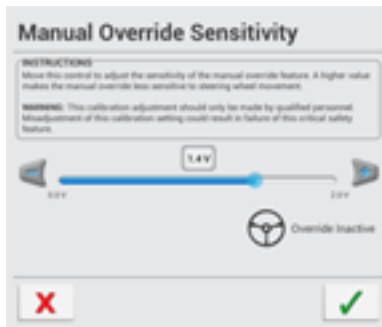 Manual Override Sensitivity
INSTRUCTIONS
Move this control to adjust the sensitivity of the manual override feature. A higher value
makes the manual override less sensitive to steering wheel movement.
WARNING: This calibration adjustment should only be made by qualified personnel.
Misadjustment of this calibration setting could result in failure of this critical safety
feature.
1.4 V
0.0 V
2.0 V
Override Inactive